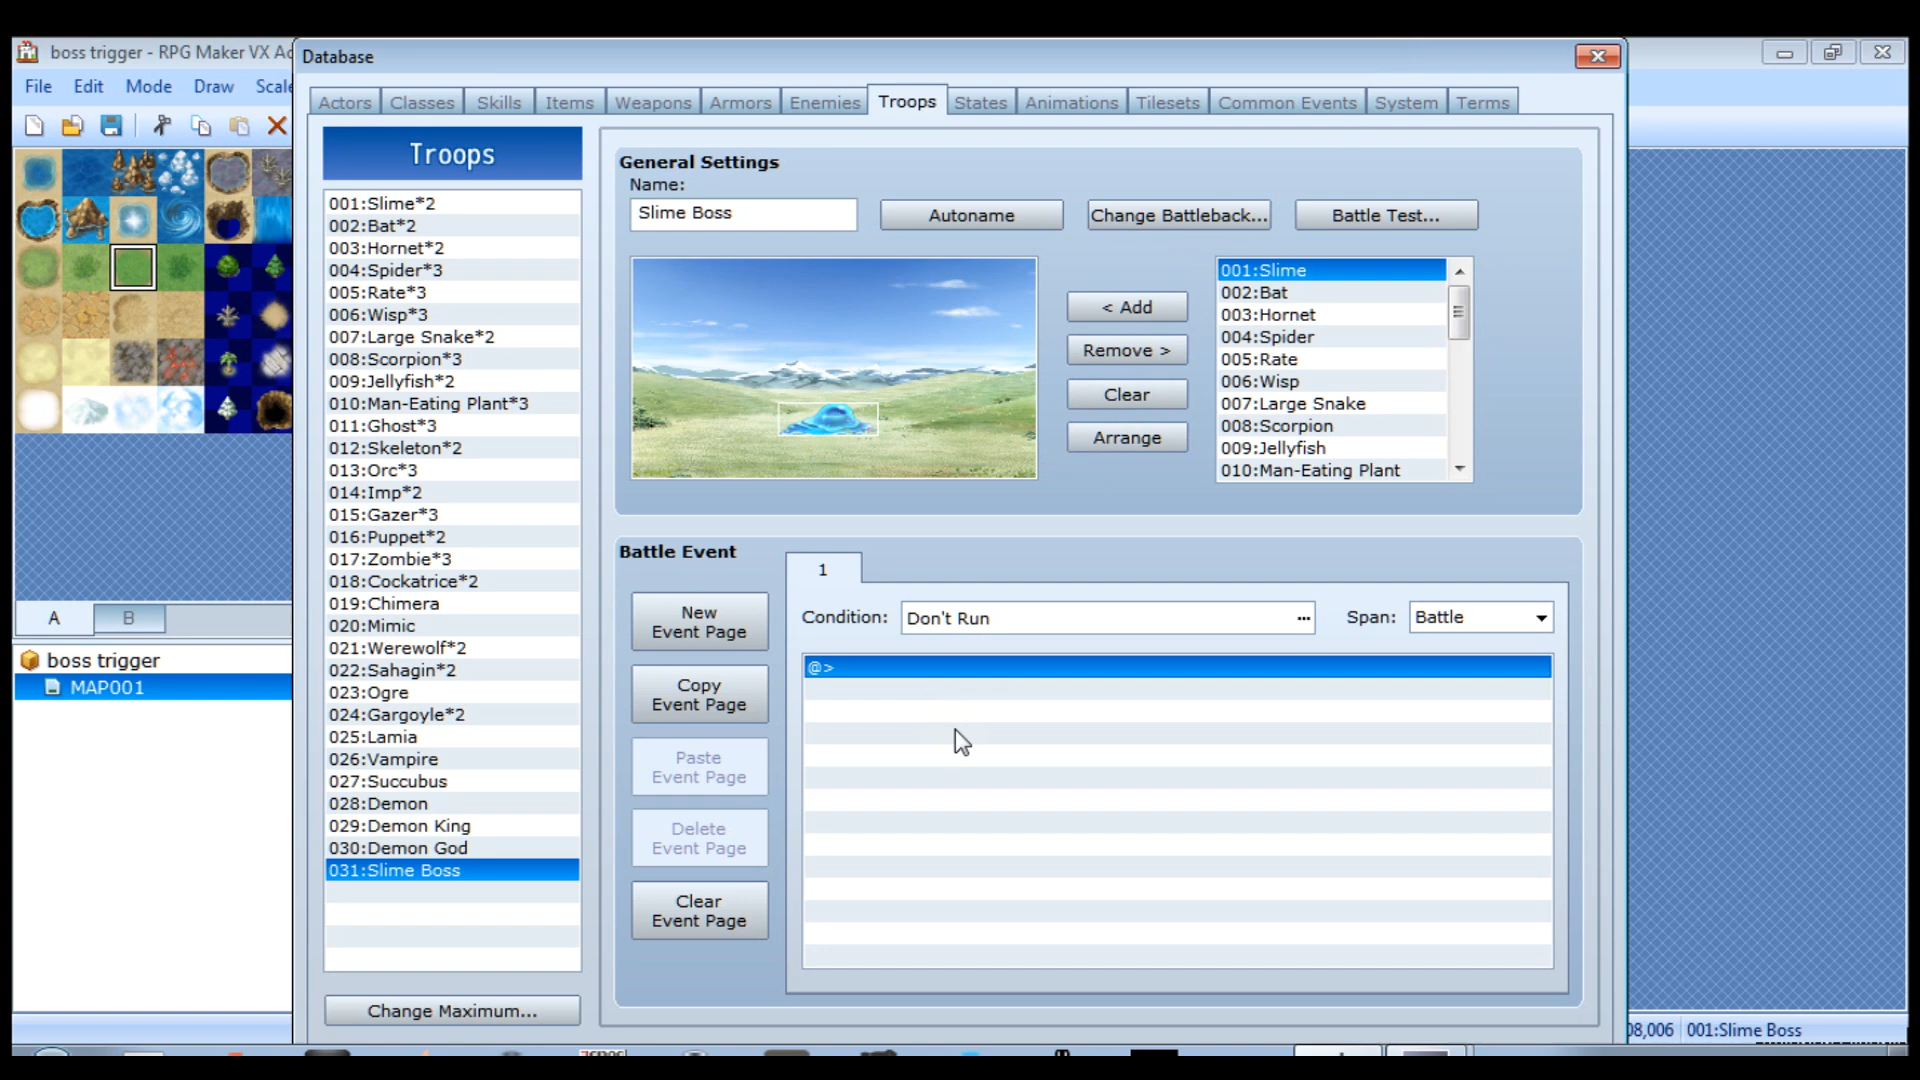 boss trigger - RPG Maker VX Ac
Database
File Edit Mode Draw Scale
Actors Classes Skills Items Weapons Armors Enemies Troops States Animations Tilesets Common Events System Terms
Troops
001:Slime*2
002:Bat*2
003:Hornet*2
004:Spider*3
005:Rate*3
006:Wisp*3
007:Large Snake*2
008:Scorpion*3
009:Jellyfish*2
010:Man-Eating Plant*3
011:Ghost*3
012:Skeleton*2
013:Orc*3
014:Imp*2
015:Gazer*3
016:Puppet*2
017:Zombie*3
018:Cockatrice*2
019:Chimera
020:Mimic
021:Werewolf*2
022:Sahagin*2
023:Ogre
024:Gargoyle*2
025:Lamia
026:Vampire
027:Succubus
028:Demon
029:Demon King
030:Demon God
031:Slime Boss
Change Maximum...
General Settings
Name:
Slime Boss
Autoname
Change Battleback...
Battle Test...
< Add
Remove >
Clear
Arrange
001:Slime
002:Bat
003:Hornet
004:Spider
005:Rate
006:Wisp
007:Large Snake
008:Scorpion
009:Jellyfish
010:Man-Eating Plant
Battle Event
1
New
Event Page
Copy
Event Page
Paste
Event Page
Delete
Event Page
Clear
Event Page
Condition: Don't Run ... Span: Battle
@>
A B
boss trigger
MAP001
08,006 001:Slime Boss